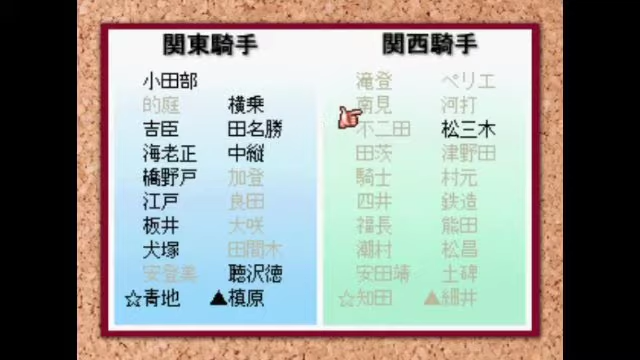 関東騎手
小田部
的庭 横乗
吉臣 田名勝
海老正 中縦
橋野戸 加登
江戸 良田
板井 大咲
犬塚 田間木
安登美 聴沢徳
☆青地 ▲槙原
関西騎手
滝登 ペリエ
南見 河打
不二田 松三木
田茨 津野田
騎士 村元
四井 鉄造
福長 熊田
潮村 松昌
安田靖 土碑
☆知田 ▲細井